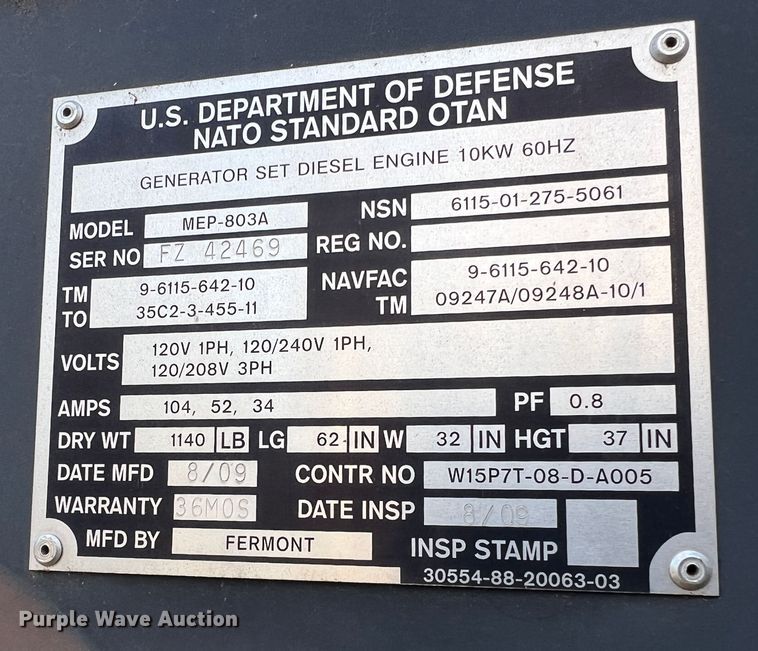 U.S. DEPARTMENT OF DEFENSE
NATO STANDARD OTAN
GENERATOR SET DIESEL ENGINE 10KW 60HZ
MODEL MEP-803A NSN 6115-01-275-5061
SER NO FZ 42469 REG NO.
TM 9-6115-642-10 NAVFAC 9-6115-642-10
TO 35C2-3-455-11 TM 09247A/09248A-10/1
VOLTS 120V 1PH, 120/240V 1PH,
120/208V 3PH
AMPS 104, 52, 34 PF 0.8
DRY WT 1140 LB LG 62 IN W 32 IN HGT 37 IN
DATE MFD 8/09 CONTR NO W15P7T-08-D-A005
WARRANTY 36MOS DATE INSP 8/09
MFD BY FERMONT INSP STAMP
30554-88-20063-03
Purple Wave Auction